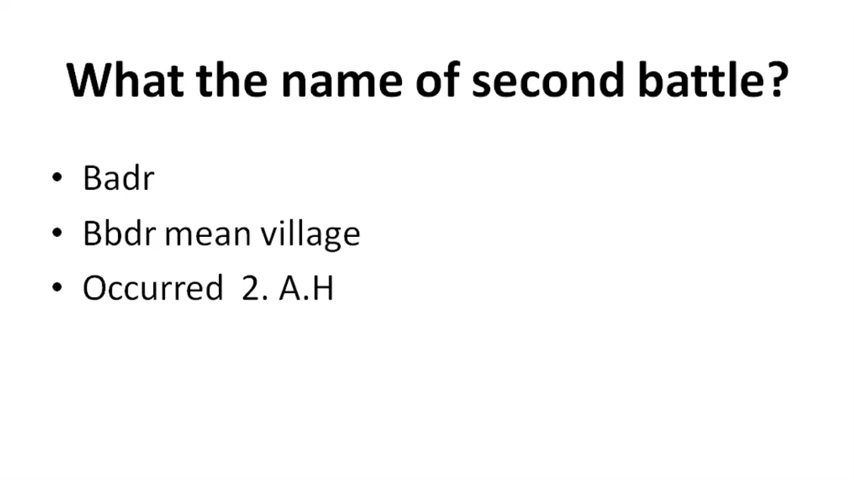 What the name of second battle?
• Badr
• Bbdr mean village
• Occurred 2. A.H